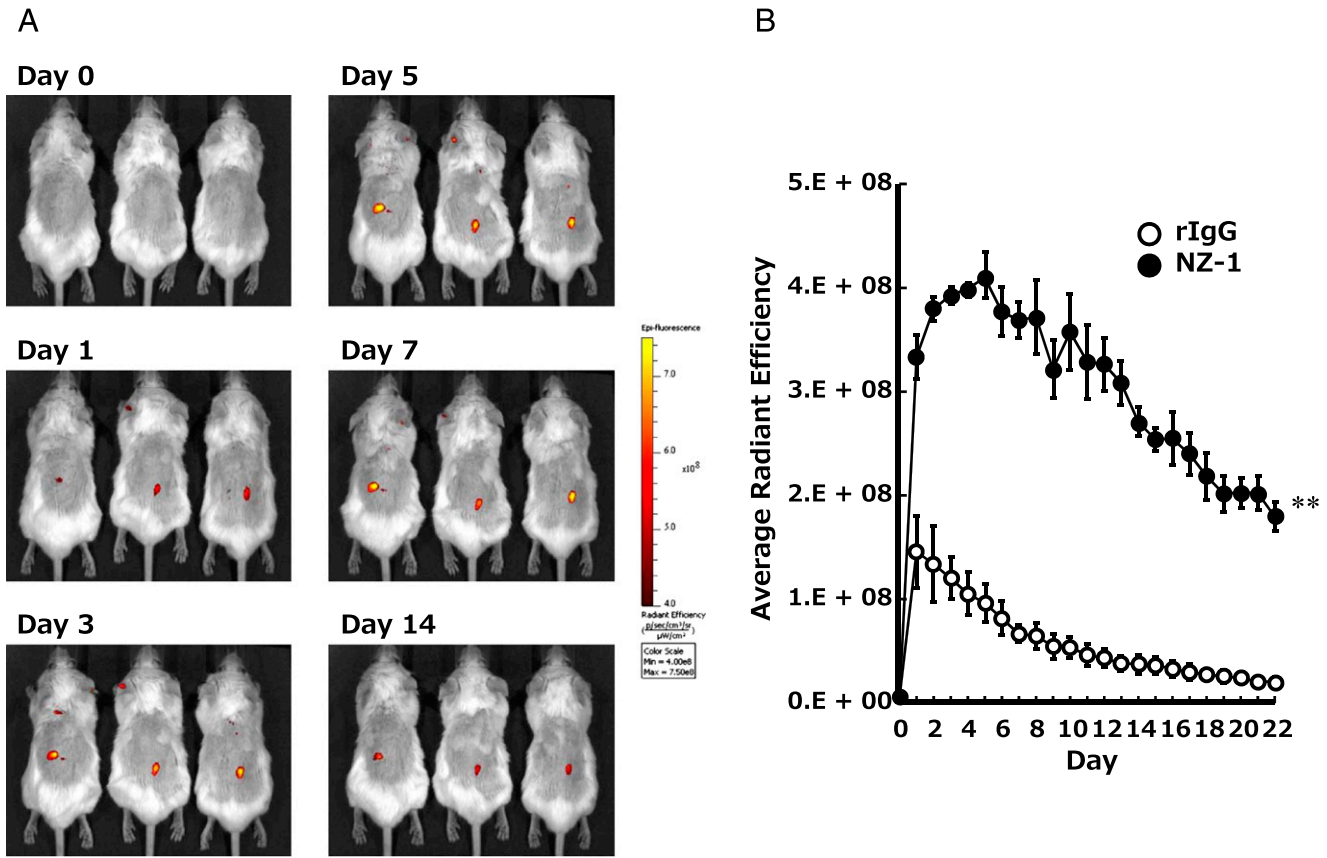 A
Day 0
Day 5
Day 1
Day 7
Day 3
Day 14
Epi-fluorescence
7.0
6.0
x10⁸
5.0
4.0
Radiant Efficiency
(p/sec/cm²/sr
µW/cm²)
Color Scale
Min = 4.00e8
Max = 7.50e8
B
5.E + 08
4.E + 08
3.E + 08
2.E + 08
1.E + 08
0.E + 00
Average Radiant Efficiency
rIgG
NZ-1
**
0 2 4 6 8 10 12 14 16 18 20 22
Day